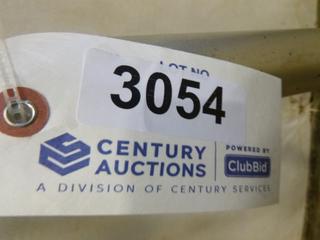 LOT NO.
3054
CENTURY
AUCTIONS
POWERED BY:
ClubBid
A DIVISION OF CENTURY SERVICES